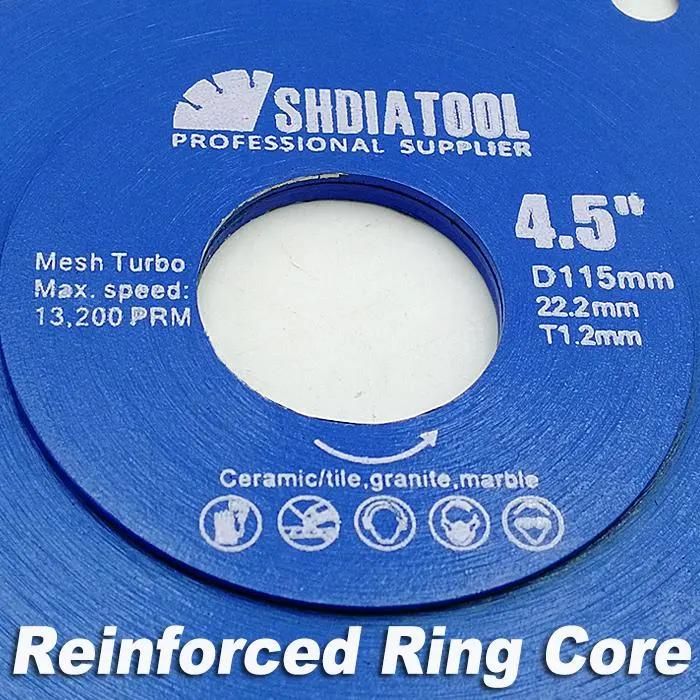 SHDIATOOL
PROFESSIONAL SUPPLIER
4.5"
D115mm
22.2mm
T1.2mm
Mesh Turbo
Max. speed:
13,200 PRM
Ceramic/tile,granite,marble
Reinforced Ring Core